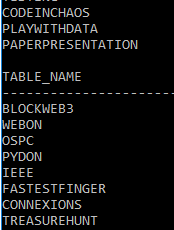 CODEINCHAOS
PLAYWITHDATA
PAPERPRESENTATION
TABLE_NAME
----------------------
BLOCKWEB3
WEBON
OSPC
PYDON
IEEE
FASTESTFINGER
CONNEXIONS
TREASUREHUNT